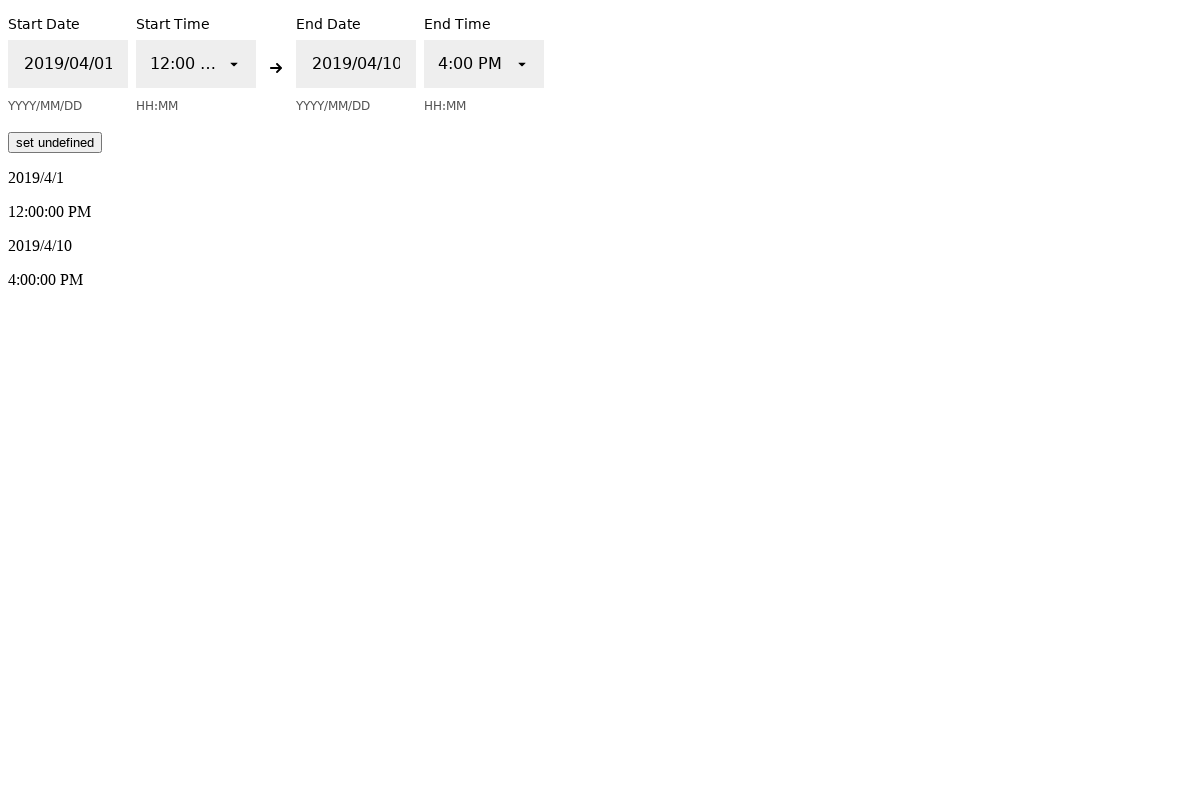 Start Date Start Time End Date End Time
2019/04/01 12:00 ... 2019/04/10 4:00 PM
YYYY/MM/DD HH:MM YYYY/MM/DD HH:MM
set undefined
2019/4/1
12:00:00 PM
2019/4/10
4:00:00 PM